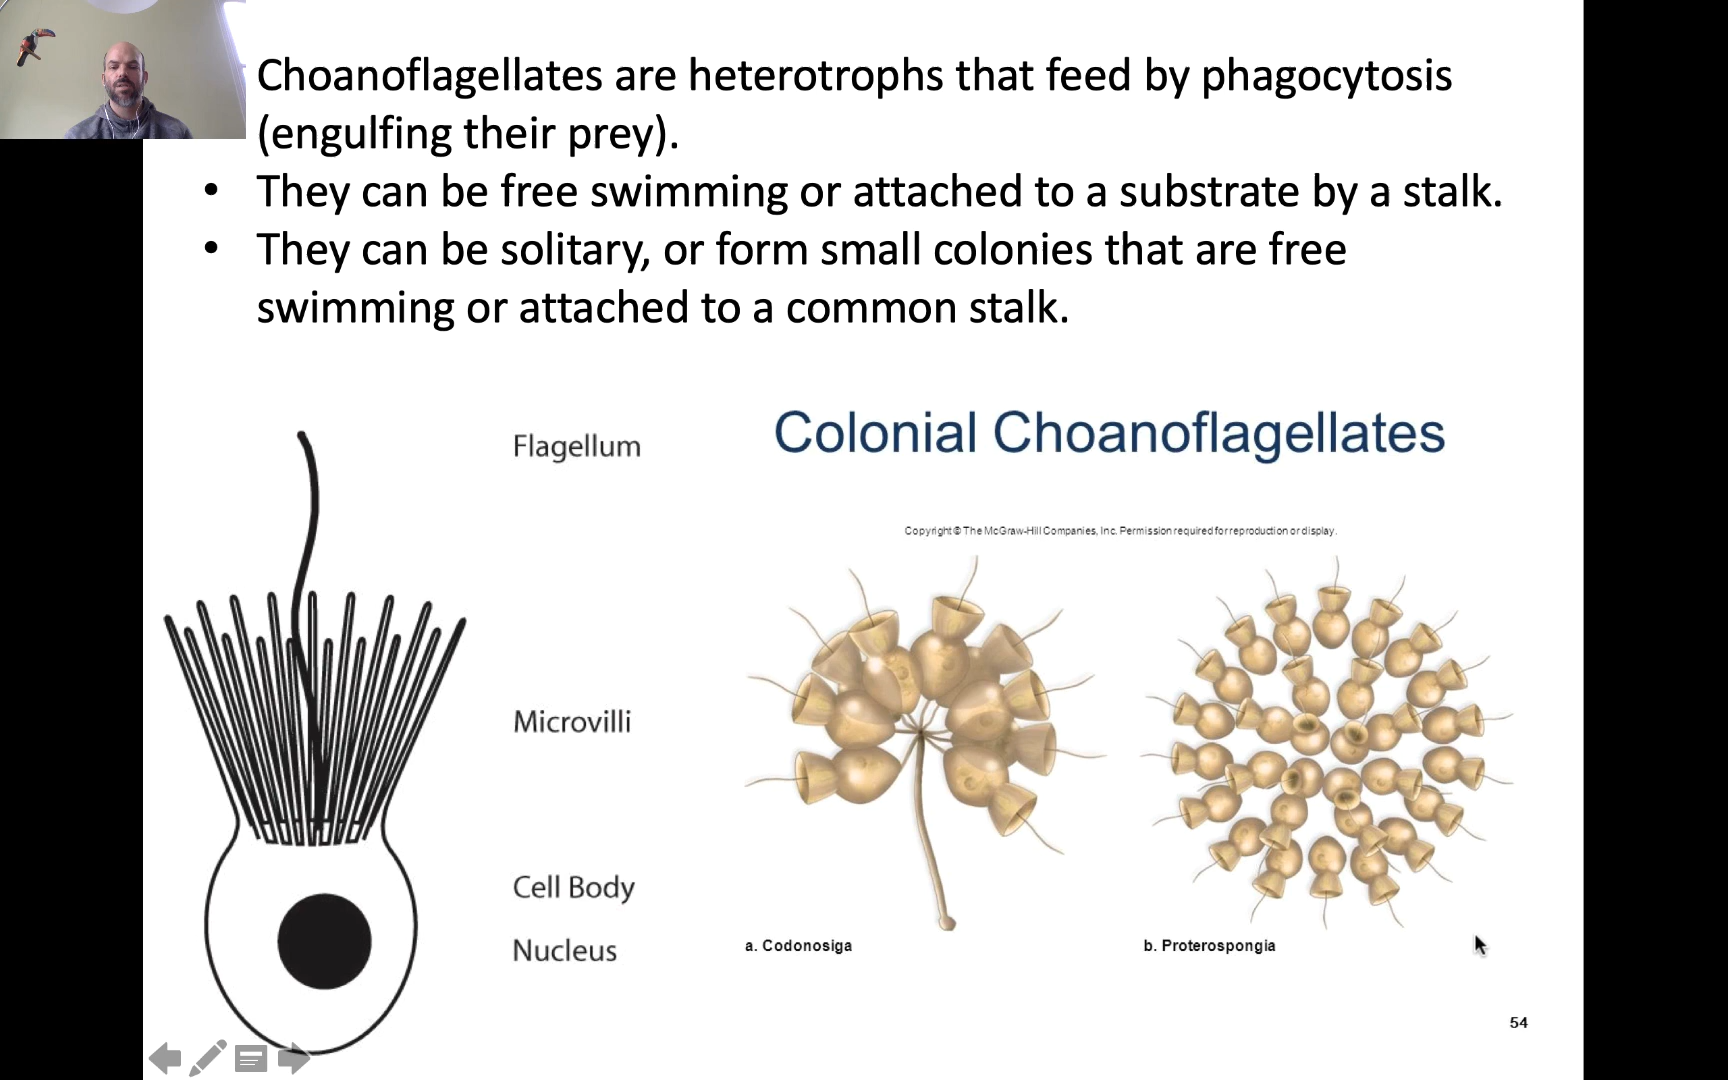 Choanoflagellates are heterotrophs that feed by phagocytosis
(engulfing their prey).
• They can be free swimming or attached to a substrate by a stalk.
• They can be solitary, or form small colonies that are free
swimming or attached to a common stalk.
Flagellum
Microvilli
Cell Body
Nucleus
Colonial Choanoflagellates
Copyright © The McGraw-Hill Companies, Inc. Permission required for reproduction or display.
a. Codonosiga
b. Proterospongia
54